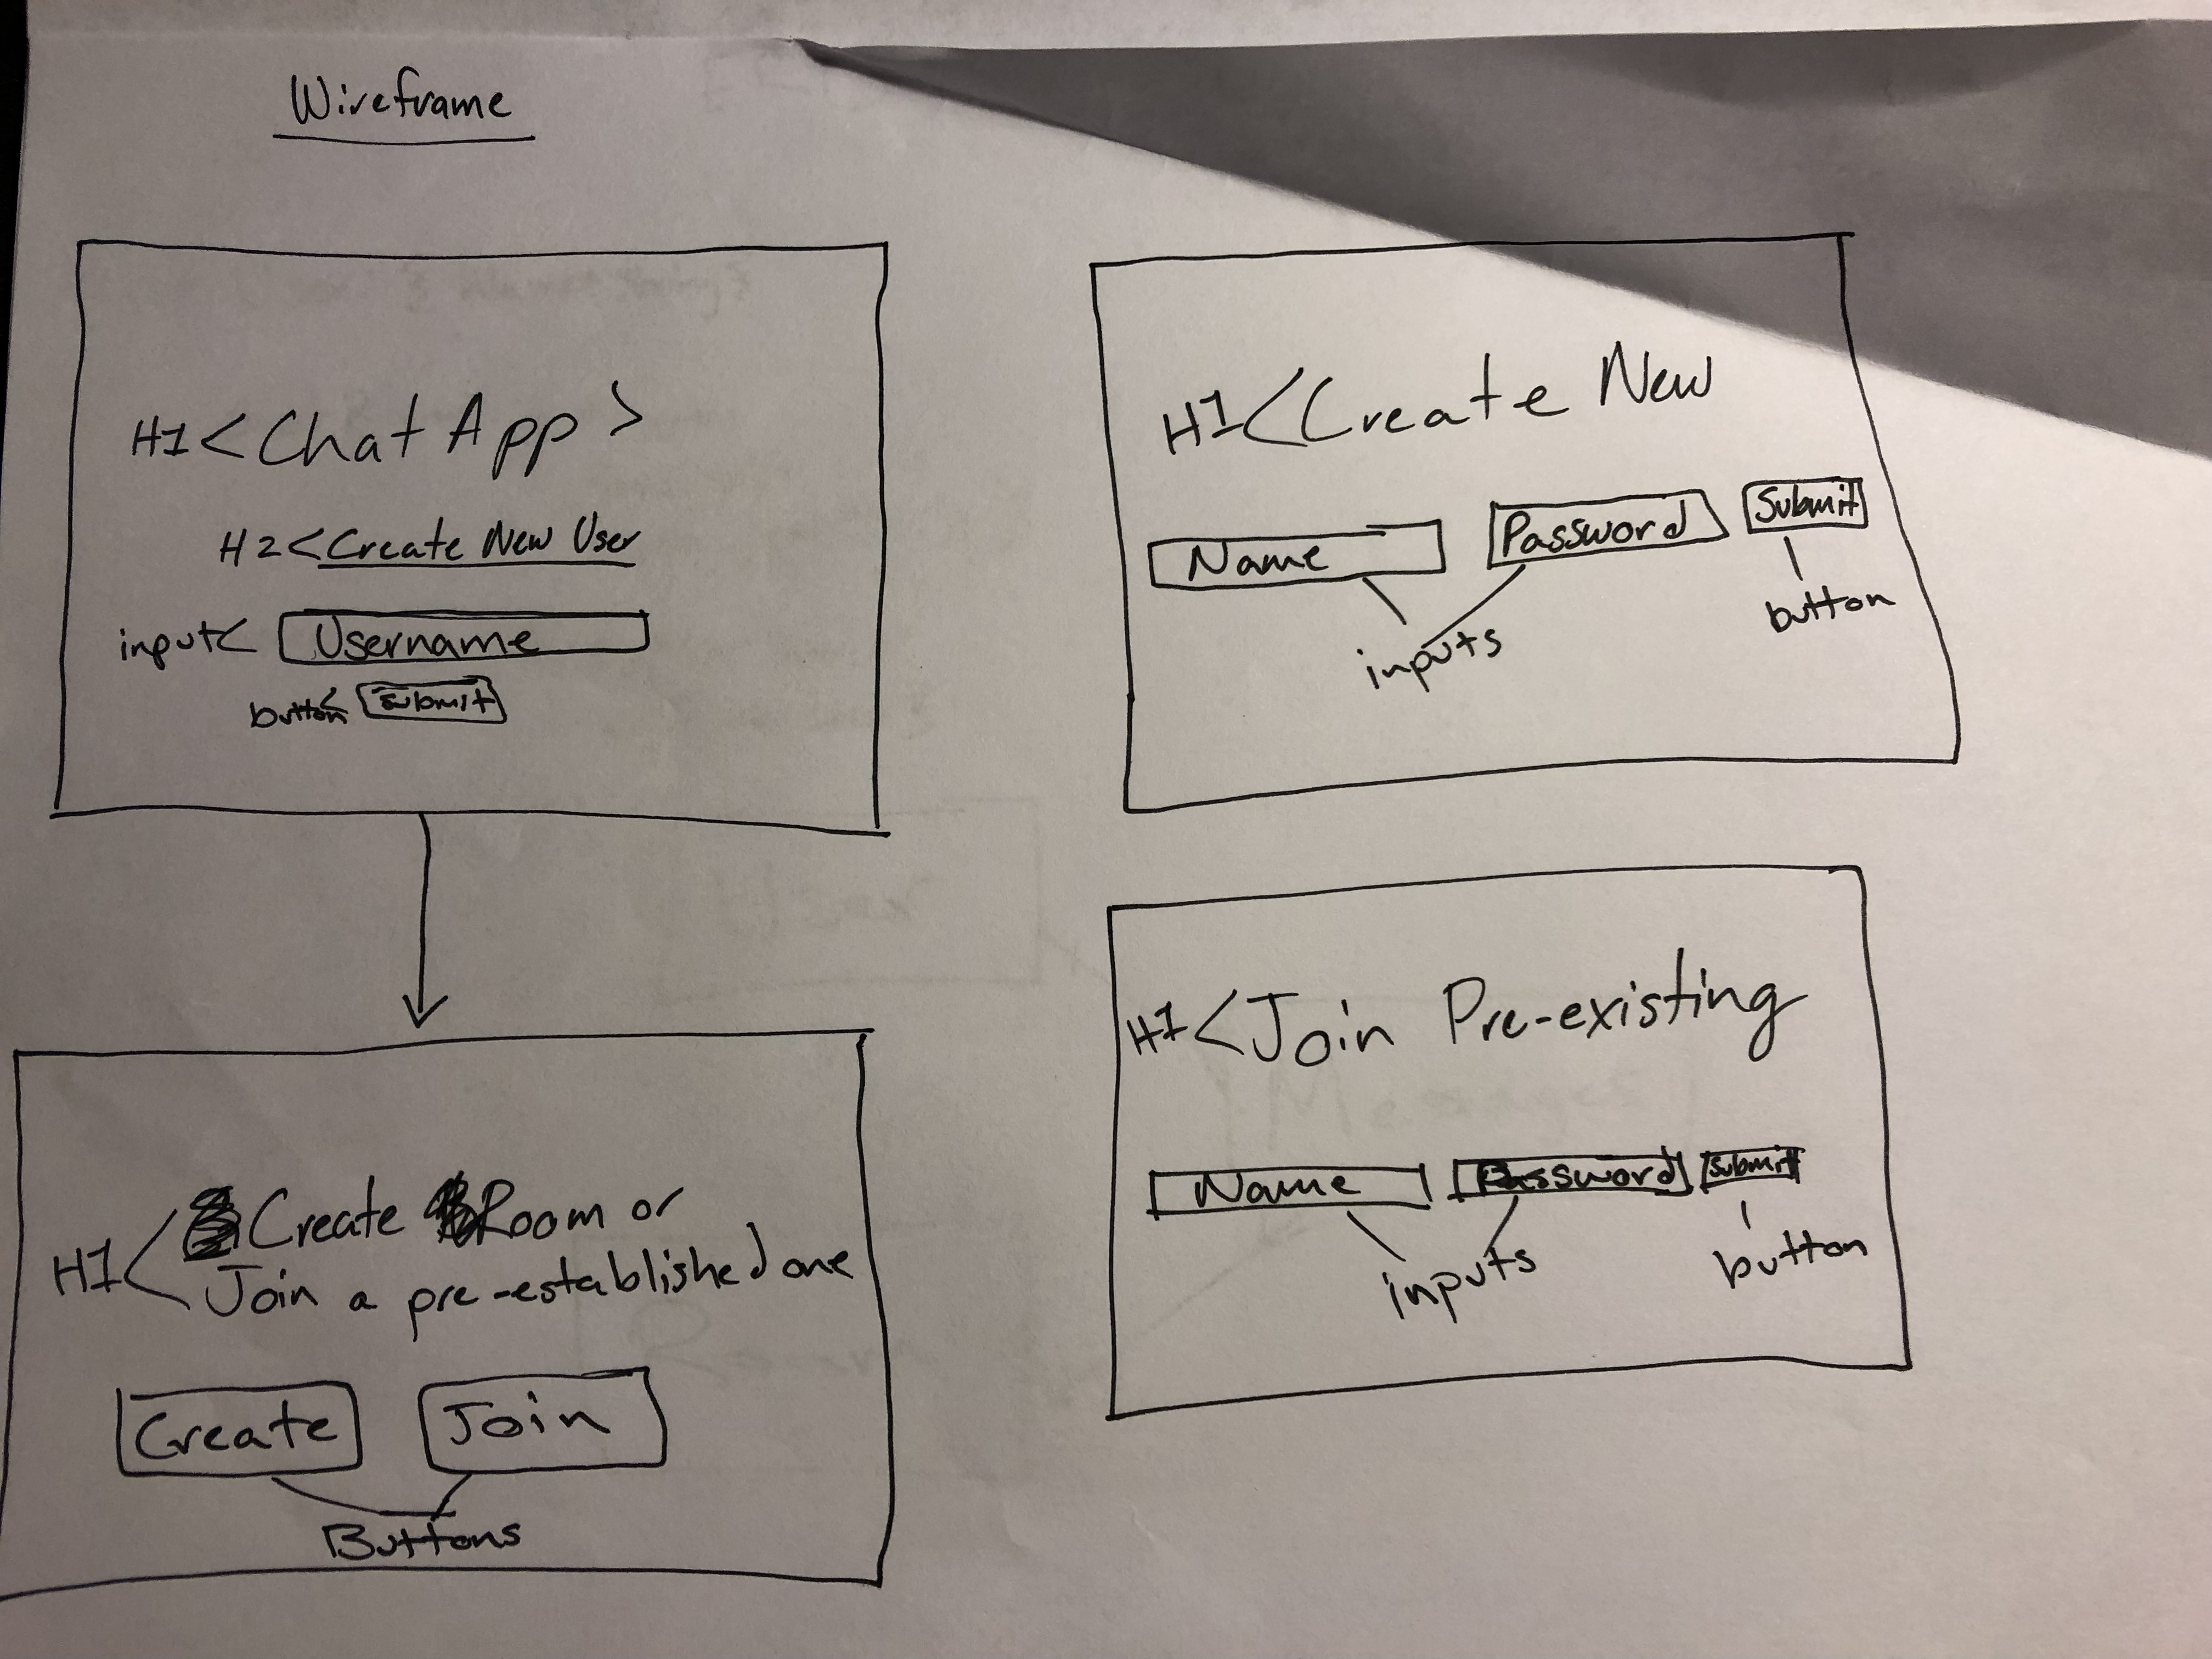 Wireframe
H1 < Chat App >
H2 < Create New User
input < Username
button < Submit
H1 < Create Room or
Join a pre-established one
Create Join
Buttons
H1 < Create New
Name Password Submit
inputs button
H1 < Join Pre-existing
Name Password Submit
inputs button